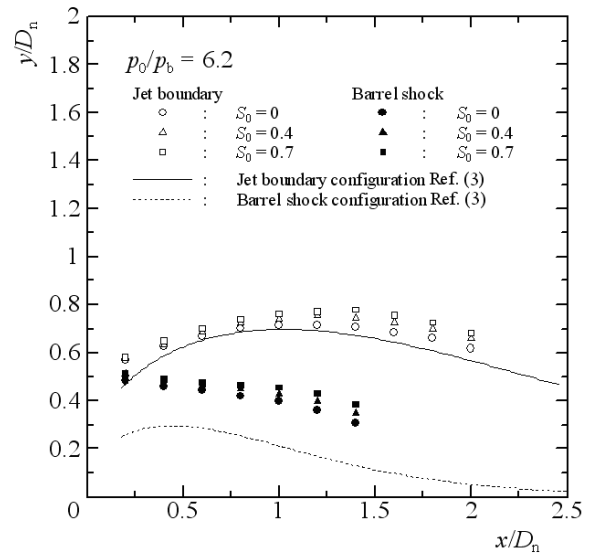 y/Dₙ
2
1.8
1.6
1.4
1.2
1
0.8
0.6
0.4
0.2
0
p₀/p_b = 6.2
Jet boundary Barrel shock
: S₀ = 0 : S₀ = 0
: S₀ = 0.4 : S₀ = 0.4
: S₀ = 0.7 : S₀ = 0.7
: Jet boundary configuration Ref. (3)
: Barrel shock configuration Ref. (3)
0.5 1 1.5 2 2.5
x/Dₙ